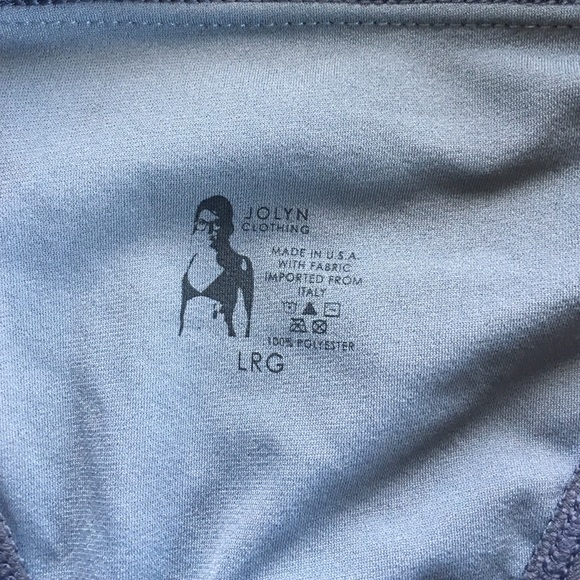 JOLYN
CLOTHING
MADE IN U.S.A.
WITH FABRIC
IMPORTED FROM
ITALY
100% POLYESTER
LRG